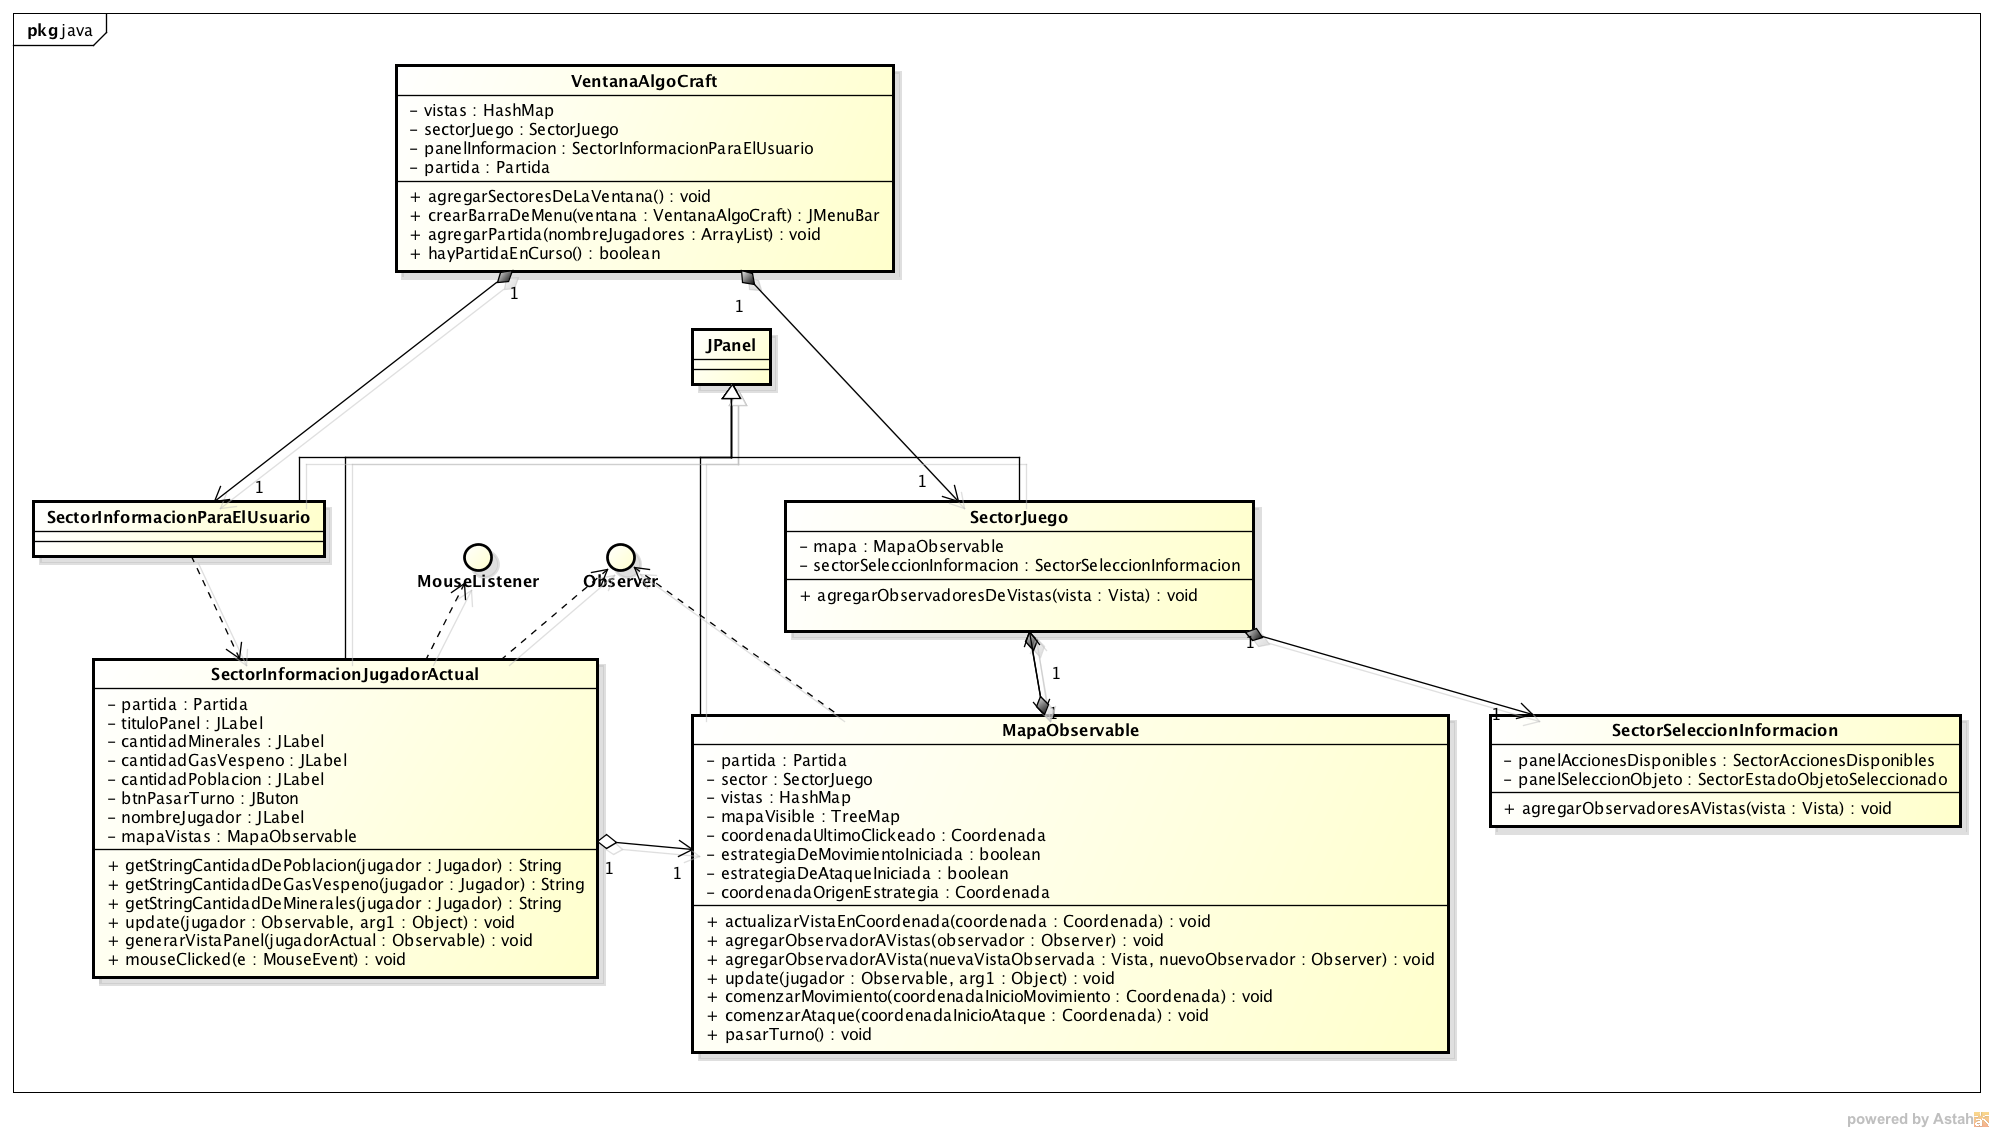 pkg java
VentanaAlgoCraft
- vistas : HashMap
- sectorJuego : SectorJuego
- panelInformacion : SectorInformacionParaElUsuario
- partida : Partida
+ agregarSectoresDeLaVentana() : void
+ crearBarraDeMenu(ventana : VentanaAlgoCraft) : JMenuBar
+ agregarPartida(nombreJugadores : ArrayList) : void
+ hayPartidaEnCurso() : boolean
1
1
JPanel
1
1
SectorInformacionParaElUsuario
MouseListener
Observer
SectorJuego
- mapa : MapaObservable
- sectorSeleccionInformacion : SectorSeleccionInformacion
+ agregarObservadoresDeVistas(vista : Vista) : void
1
1
1
1
SectorInformacionJugadorActual
- partida : Partida
- tituloPanel : JLabel
- cantidadMinerales : JLabel
- cantidadGasVespeno : JLabel
- cantidadPoblacion : JLabel
- btnPasarTurno : JButon
- nombreJugador : JLabel
- mapaVistas : MapaObservable
+ getStringCantidadDePoblacion(jugador : Jugador) : String
+ getStringCantidadDeGasVespeno(jugador : Jugador) : String
+ getStringCantidadDeMinerales(jugador : Jugador) : String
+ update(jugador : Observable, arg1 : Object) : void
+ generarVistaPanel(jugadorActual : Observable) : void
+ mouseClicked(e : MouseEvent) : void
1
1
MapaObservable
- partida : Partida
- sector : SectorJuego
- vistas : HashMap
- mapaVisible : TreeMap
- coordenadaUltimoClickeado : Coordenada
- estrategiaDeMovimientoIniciada : boolean
- estrategiaDeAtaqueIniciada : boolean
- coordenadaOrigenEstrategia : Coordenada
+ actualizarVistaEnCoordenada(coordenada : Coordenada) : void
+ agregarObservadorAVistas(observador : Observer) : void
+ agregarObservadorAVista(nuevaVistaObservada : Vista, nuevoObservador : Observer) : void
+ update(jugador : Observable, arg1 : Object) : void
+ comenzarMovimiento(coordenadaInicioMovimiento : Coordenada) : void
+ comenzarAtaque(coordenadaInicioAtaque : Coordenada) : void
+ pasarTurno() : void
SectorSeleccionInformacion
- panelAccionesDisponibles : SectorAccionesDisponibles
- panelSeleccionObjeto : SectorEstadoObjetoSeleccionado
+ agregarObservadoresAVistas(vista : Vista) : void
powered by Astah